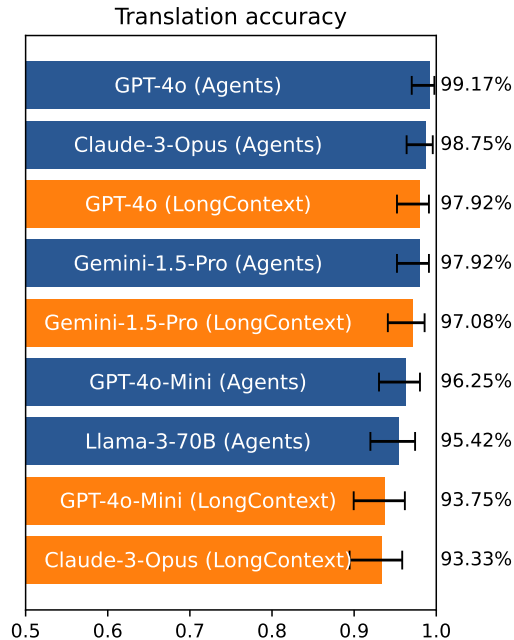 Translation accuracy
GPT-4o (Agents) 99.17%
Claude-3-Opus (Agents) 98.75%
GPT-4o (LongContext) 97.92%
Gemini-1.5-Pro (Agents) 97.92%
Gemini-1.5-Pro (LongContext) 97.08%
GPT-4o-Mini (Agents) 96.25%
Llama-3-70B (Agents) 95.42%
GPT-4o-Mini (LongContext) 93.75%
Claude-3-Opus (LongContext) 93.33%
0.5 0.6 0.7 0.8 0.9 1.0